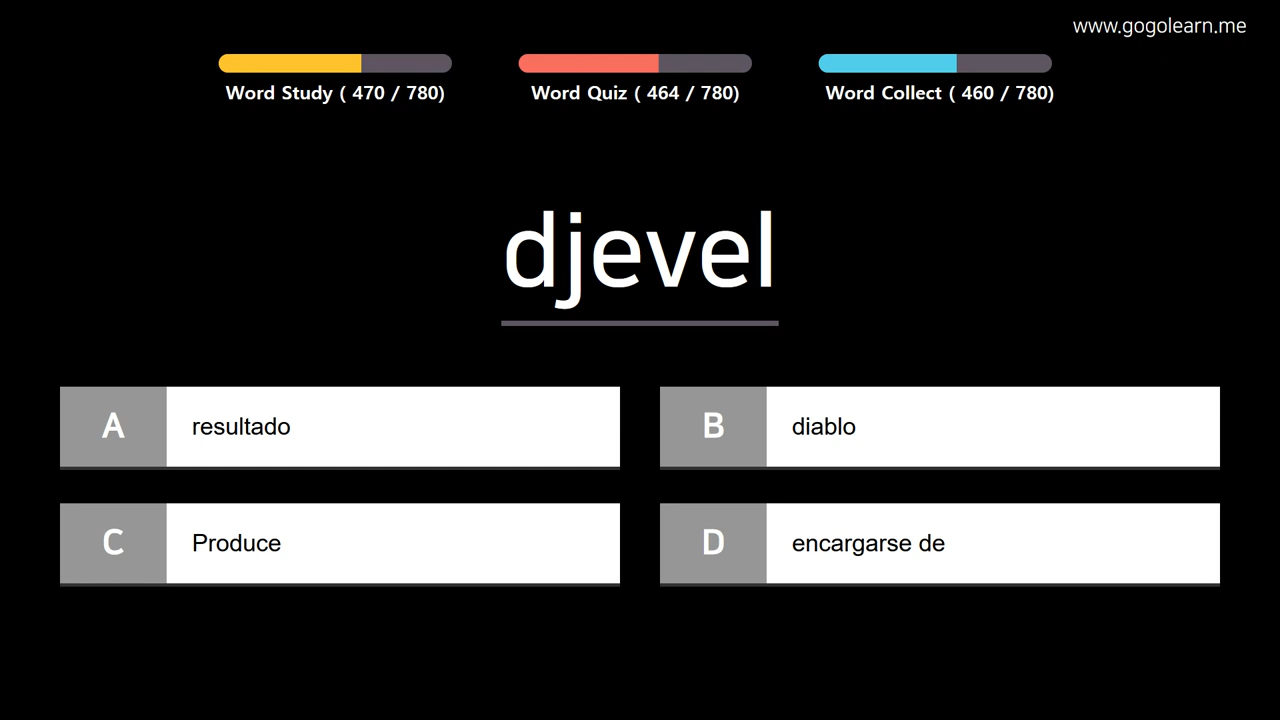 www.gogolearn.me
Word Study ( 470 / 780)
Word Quiz ( 464 / 780)
Word Collect ( 460 / 780)
djevel
A resultado
B diablo
C Produce
D encargarse de